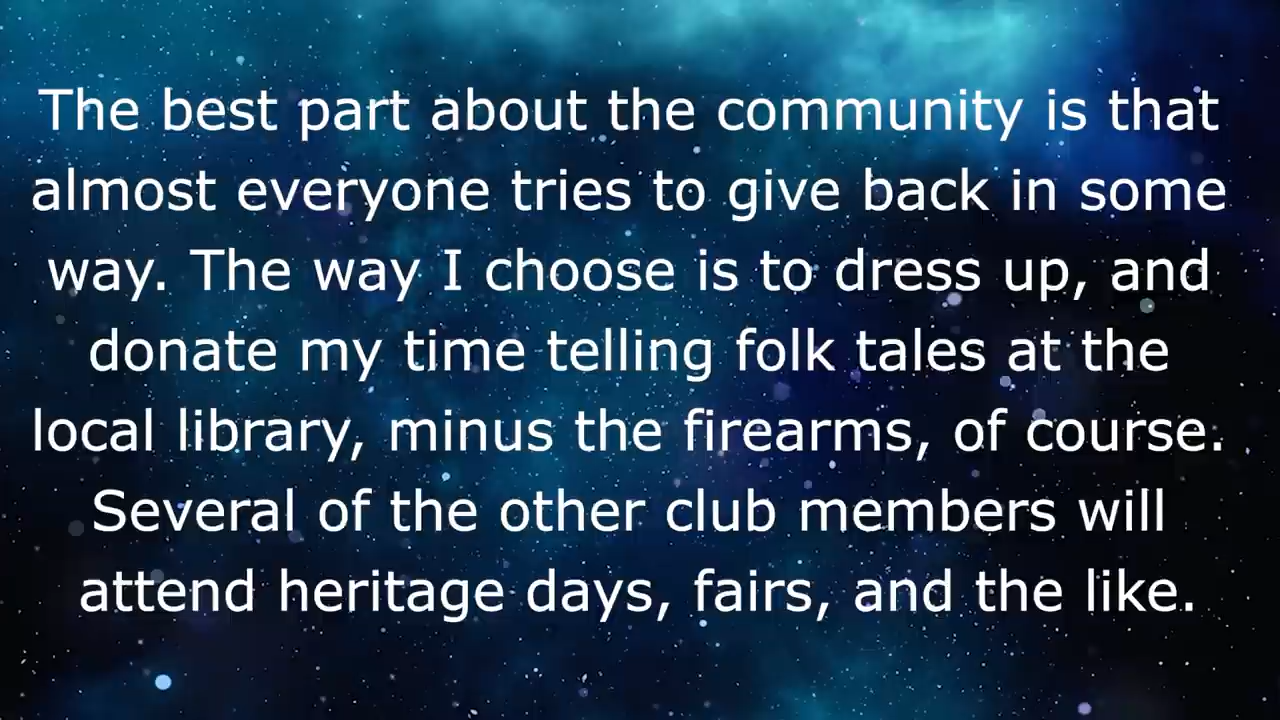 The best part about the community is that
almost everyone tries to give back in some
way. The way I choose is to dress up, and
donate my time telling folk tales at the
local library, minus the firearms, of course.
Several of the other club members will
attend heritage days, fairs, and the like.